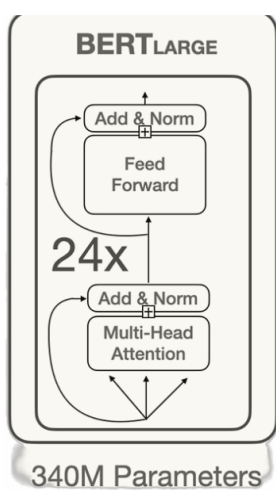 BERTLARGE
Add & Norm
Feed
Forward
24x
Add & Norm
Multi-Head
Attention
340M Parameters